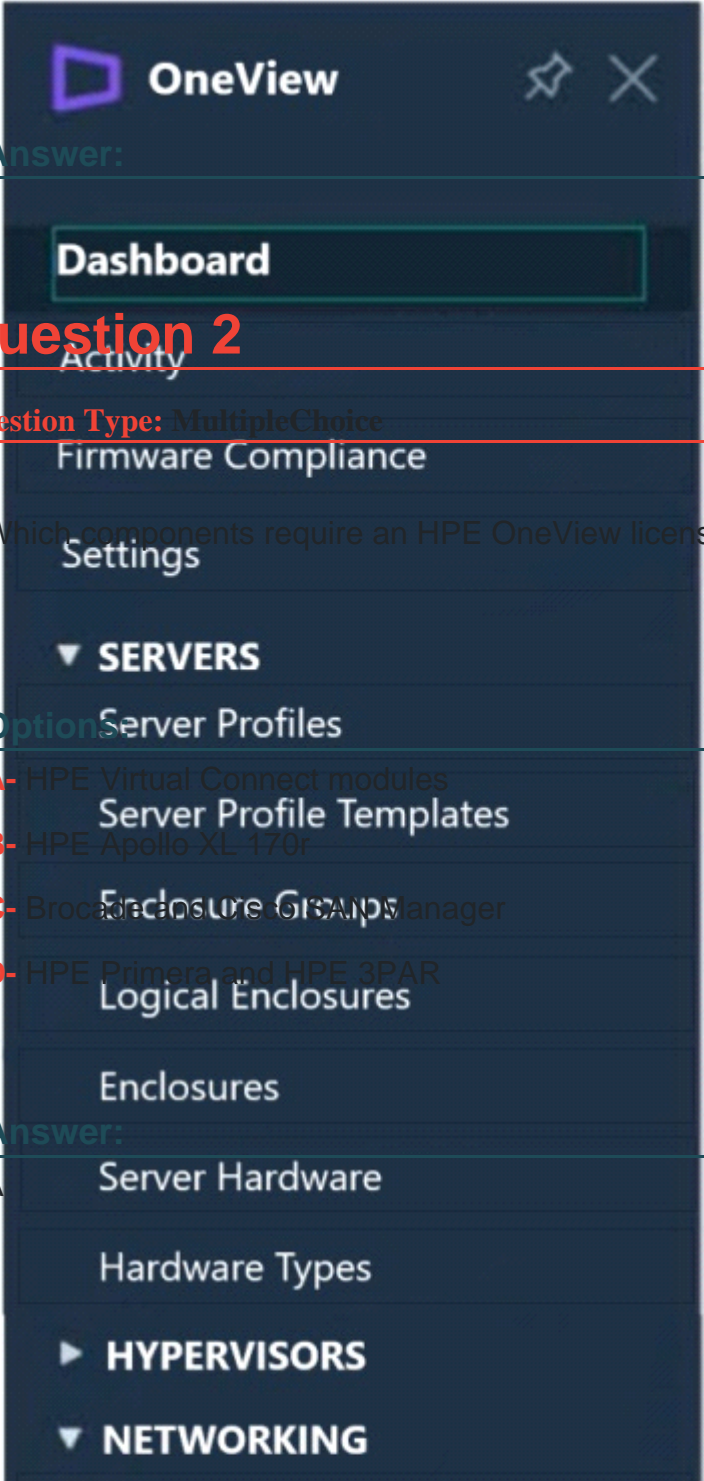 OneView
Answer:
Dashboard
uestion 2
Activity
estion Type: MultipleChoice
Firmware Compliance
Which components require an HPE OneView licens
Settings
▼ SERVERS
Server Profiles
Options:
A- HPE Virtual Connect modules
Server Profile Templates
B- HPE Apollo XL 170r
Enclosure Groups
C- Brocade and Cisco SAN Manager
D- HPE Primera and HPE 3PAR
Logical Enclosures
Enclosures
Answer:
Server Hardware
A
Hardware Types
▶ HYPERVISORS
▼ NETWORKING